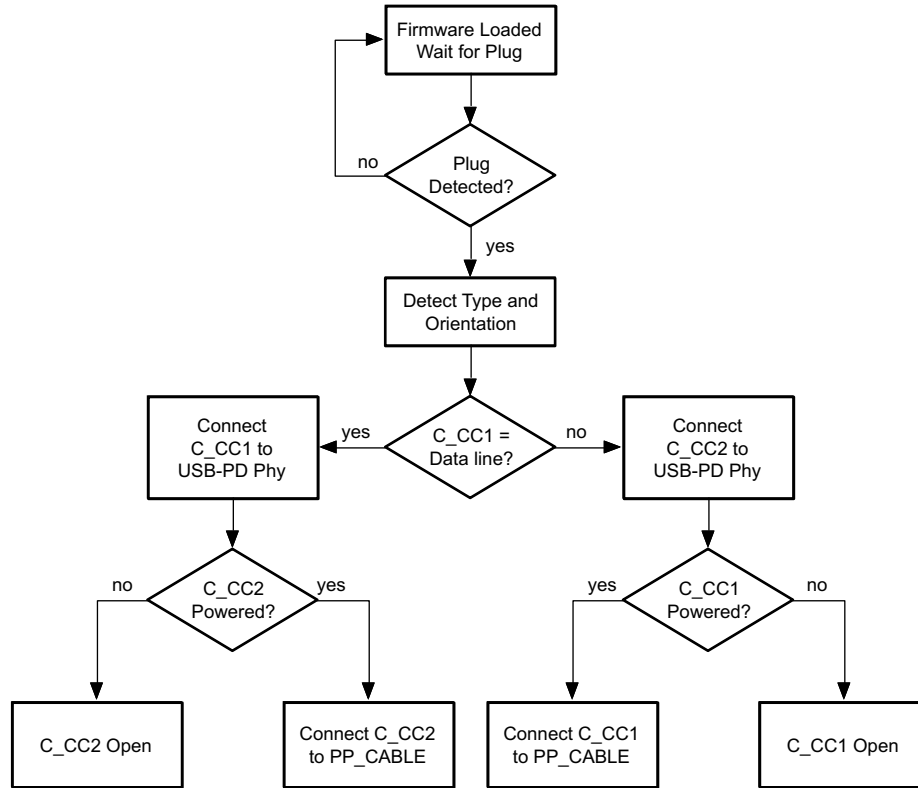 Firmware Loaded
Wait for Plug
no
Plug
Detected?
yes
Detect Type and
Orientation
Connect
C_CC1 to
USB-PD Phy
yes
C_CC1 =
Data line?
no
Connect
C_CC2 to
USB-PD Phy
no
C_CC2
Powered?
yes
yes
C_CC1
Powered?
no
C_CC2 Open
Connect C_CC2
to PP_CABLE
Connect C_CC1
to PP_CABLE
C_CC1 Open